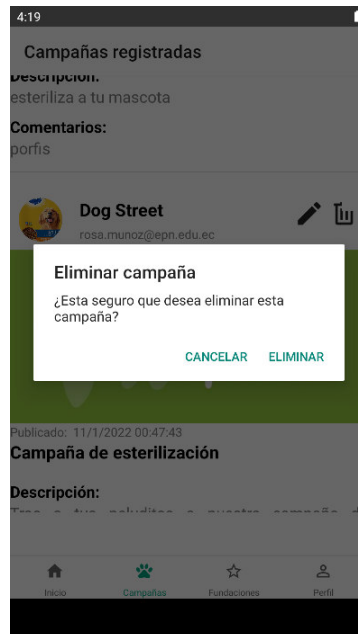 4:19
Campañas registradas
Descripción:
esteriliza a tu mascota
Comentarios:
porfis
Dog Street
rosa.munoz@epn.edu.ec
Eliminar campaña
¿Esta seguro que desea eliminar esta
campaña?
CANCELAR ELIMINAR
Publicado: 11/1/2022 00:47:43
Campaña de esterilización
Descripción:
Inicio Campañas Fundaciones Perfil